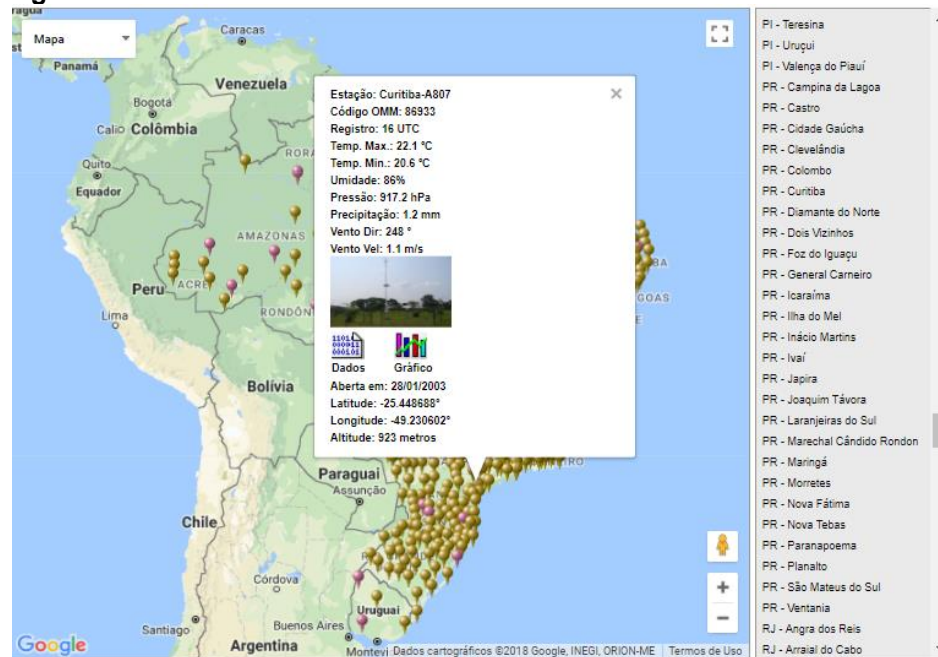 Mapa
Caracas
Panamá
Venezuela
Bogotá
Calio
Colômbia
RORA
Quito
Equador
AMAZONAS
ACRE
Peru
RONDÔN
Lima
Bolívia
Paraguai
Assunção
Chile
Córdova
Uruguai
Santiago
Buenos Aires
Argentina
Montevi
BA
GOAS
E
Estação: Curitiba-A807
Código OMM: 86933
Registro: 16 UTC
Temp. Max.: 22.1 °C
Temp. Min.: 20.6 °C
Umidade: 86%
Pressão: 917.2 hPa
Precipitação: 1.2 mm
Vento Dir: 248 °
Vento Vel: 1.1 m/s
Dados
Gráfico
Aberta em: 28/01/2003
Latitude: -25.448688°
Longitude: -49.230602°
Altitude: 923 metros
Google
Dados cartográficos ©2018 Google, INEGI, ORION-ME
Termos de Uso
PI - Teresina
PI - Uruçui
PI - Valença do Piauí
PR - Campina da Lagoa
PR - Castro
PR - Cidade Gaúcha
PR - Clevelândia
PR - Colombo
PR - Curitiba
PR - Diamante do Norte
PR - Dois Vizinhos
PR - Foz do Iguaçu
PR - General Carneiro
PR - Icaraíma
PR - Ilha do Mel
PR - Inácio Martins
PR - Ivaí
PR - Japira
PR - Joaquim Távora
PR - Laranjeiras do Sul
PR - Marechal Cândido Rondon
PR - Maringá
PR - Morretes
PR - Nova Fátima
PR - Nova Tebas
PR - Paranapoema
PR - Planalto
PR - São Mateus do Sul
PR - Ventania
RJ - Angra dos Reis
RJ - Arraial do Cabo